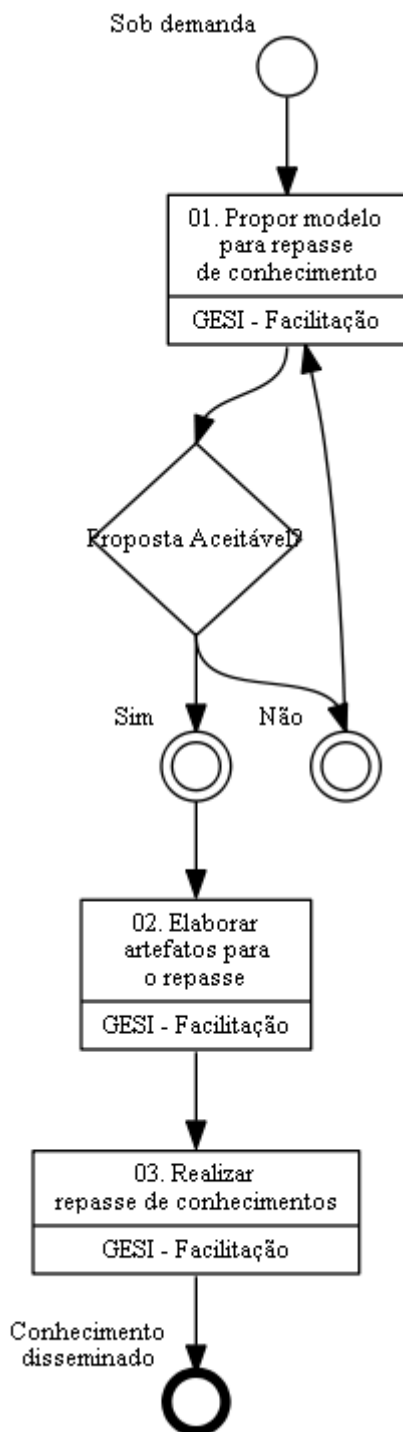 Sob demanda
01. Propor modelo
para repasse
de conhecimento
GESI - Facilitação
Proposta Aceitável?
Sim
Não
02. Elaborar
artefatos para
o repasse
GESI - Facilitação
03. Realizar
repasse de conhecimentos
GESI - Facilitação
Conhecimento
disseminado